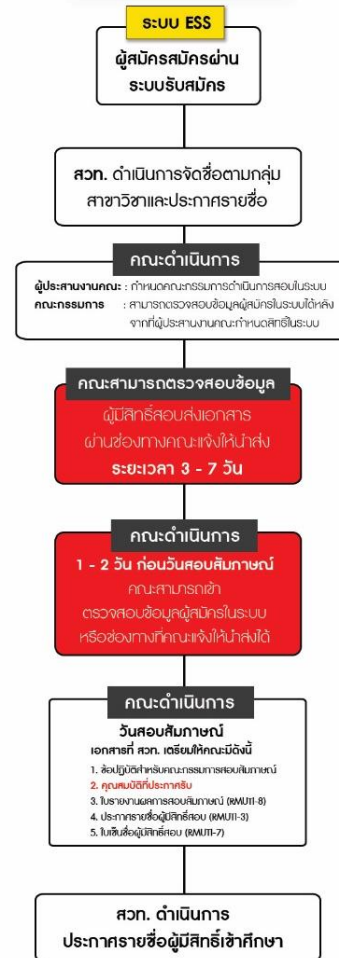 ระบบ ESS
ผู้สมัครสมัครผ่าน
ระบบรับสมัคร
สวท. ดำเนินการจัดชื่อตามกลุ่ม
สาขาวิชาและประกาศรายชื่อ
คณะดำเนินการ
ผู้ประสานงานคณะ : กำหนดคณะกรรมการดำเนินการสอบในระบบ
คณะกรรมการ : สามารถตรวจสอบข้อมูลผู้สมัครในระบบได้หลัง
จากที่ผู้ประสานงานคณะกำหนดสิทธิ์ในระบบ
คณะสามารถตรวจสอบข้อมูล
ผู้มีสิทธิ์สอบส่งเอกสาร
ผ่านช่องทางคณะแจ้งให้นำส่ง
ระยะเวลา 3 - 7 วัน
คณะดำเนินการ
1 - 2 วัน ก่อนวันสอบสัมภาษณ์
คณะสามารถเข้า
ตรวจสอบข้อมูลผู้สมัครในระบบ
หรือช่องทางที่คณะแจ้งให้นำส่งได้
คณะดำเนินการ
วันสอบสัมภาษณ์
เอกสารที่ สวท. เตรียมให้คณะมีดังนี้
1. ข้อปฏิบัติสำหรับคณะกรรมการสอบสัมภาษณ์
2. คุณสมบัติที่ประกาศรับ
3. ใบรายงานผลการสอบสัมภาษณ์ (RMUTI-8)
4. ประกาศรายชื่อผู้มีสิทธิ์สอบ (RMUTI-3)
5. ใบเซ็นชื่อผู้มีสิทธิ์สอบ (RMUTI-7)
สวท. ดำเนินการ
ประกาศรายชื่อผู้มีสิทธิ์เข้าศึกษา